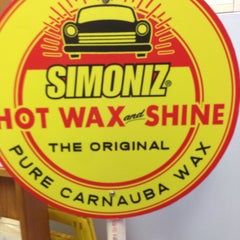 SIMONIZ®
HOT WAX and SHINE
THE ORIGINAL
PURE CARNAUBA WAX